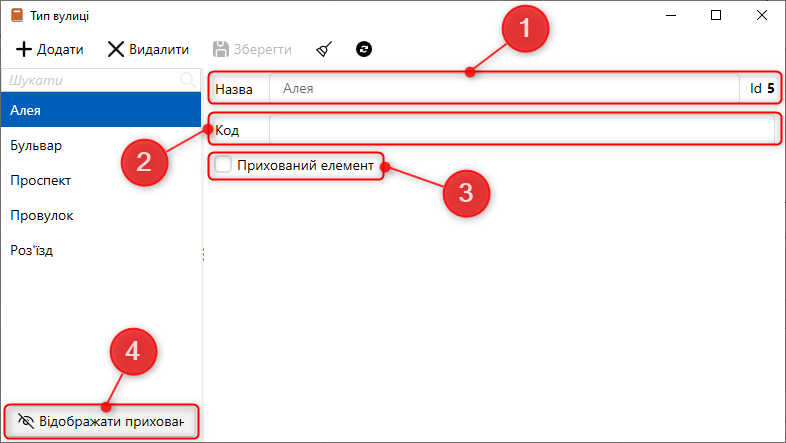 Тип вулиці
1
Додати Видалити Зберегти
Шукати
Назва Алея Id 5
Алея
Код
Бульвар
2
Прихований елемент
Проспект
3
Провулок
Роз'їзд
4
Відображати приховаН